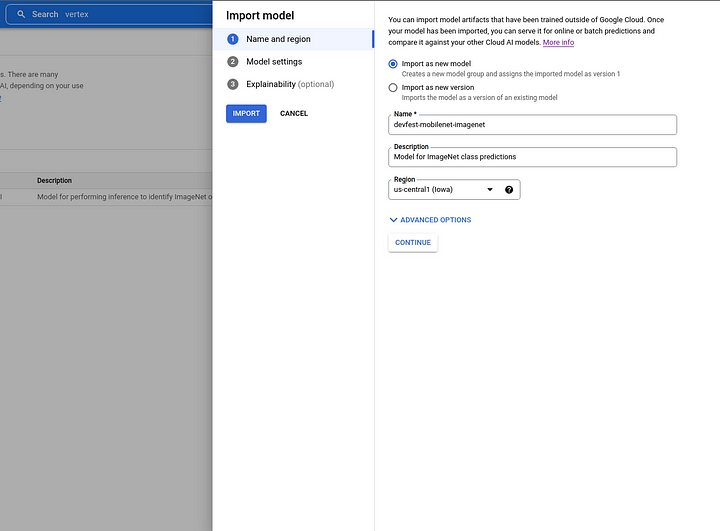 Search vertex
s. There are many
AI, depending on your use
Description
Model for performing inference to identify ImageNet
Import model
1 Name and region
2 Model settings
3 Explainability (optional)
IMPORT CANCEL
You can import model artifacts that have been trained outside of Google Cloud. Once
your model has been imported, you can serve it for online or batch predictions and
compare it against your other Cloud AI models. More info
Import as new model
Creates a new model group and assigns the imported model as version 1
Import as new version
Imports the model as a version of an existing model
Name *
devfest-mobilenet-imagenet
Description
Model for ImageNet class predictions
Region
us-central1 (Iowa) ?
ADVANCED OPTIONS
CONTINUE